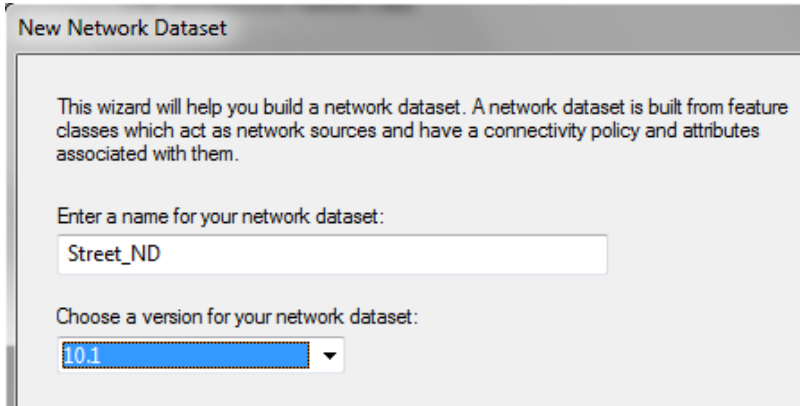 New Network Dataset
This wizard will help you build a network dataset. A network dataset is built from feature
classes which act as network sources and have a connectivity policy and attributes
associated with them.
Enter a name for your network dataset:
Street_ND
Choose a version for your network dataset:
10.1